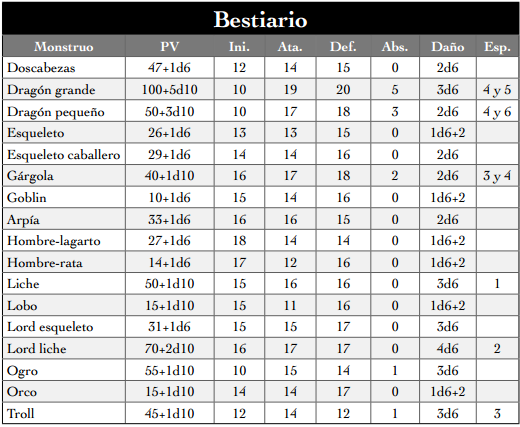 Bestiario
Monstruo PV Ini. Ata. Def. Abs. Daño Esp.
Doscabezas 47+1d6 12 14 15 0 2d6
Dragón grande 100+5d10 10 19 20 5 3d6 4 y 5
Dragón pequeño 50+3d10 10 17 18 3 2d6 4 y 6
Esqueleto 26+1d6 13 13 15 0 1d6+2
Esqueleto caballero 29+1d6 14 14 16 0 2d6
Gárgola 40+1d10 16 17 18 2 2d6 3 y 4
Goblin 10+1d6 15 14 16 0 1d6+2
Arpía 33+1d6 16 16 15 0 2d6
Hombre-lagarto 27+1d6 18 14 14 0 1d6+2
Hombre-rata 14+1d6 17 12 16 0 1d6+2
Liche 50+1d10 15 16 16 0 3d6 1
Lobo 15+1d10 15 11 16 0 1d6+2
Lord esqueleto 31+1d6 15 15 17 0 3d6
Lord liche 70+2d10 16 17 17 0 4d6 2
Ogro 55+1d10 10 15 14 1 3d6
Orco 15+1d10 14 14 17 0 1d6+2
Troll 45+1d10 12 14 12 1 3d6 3